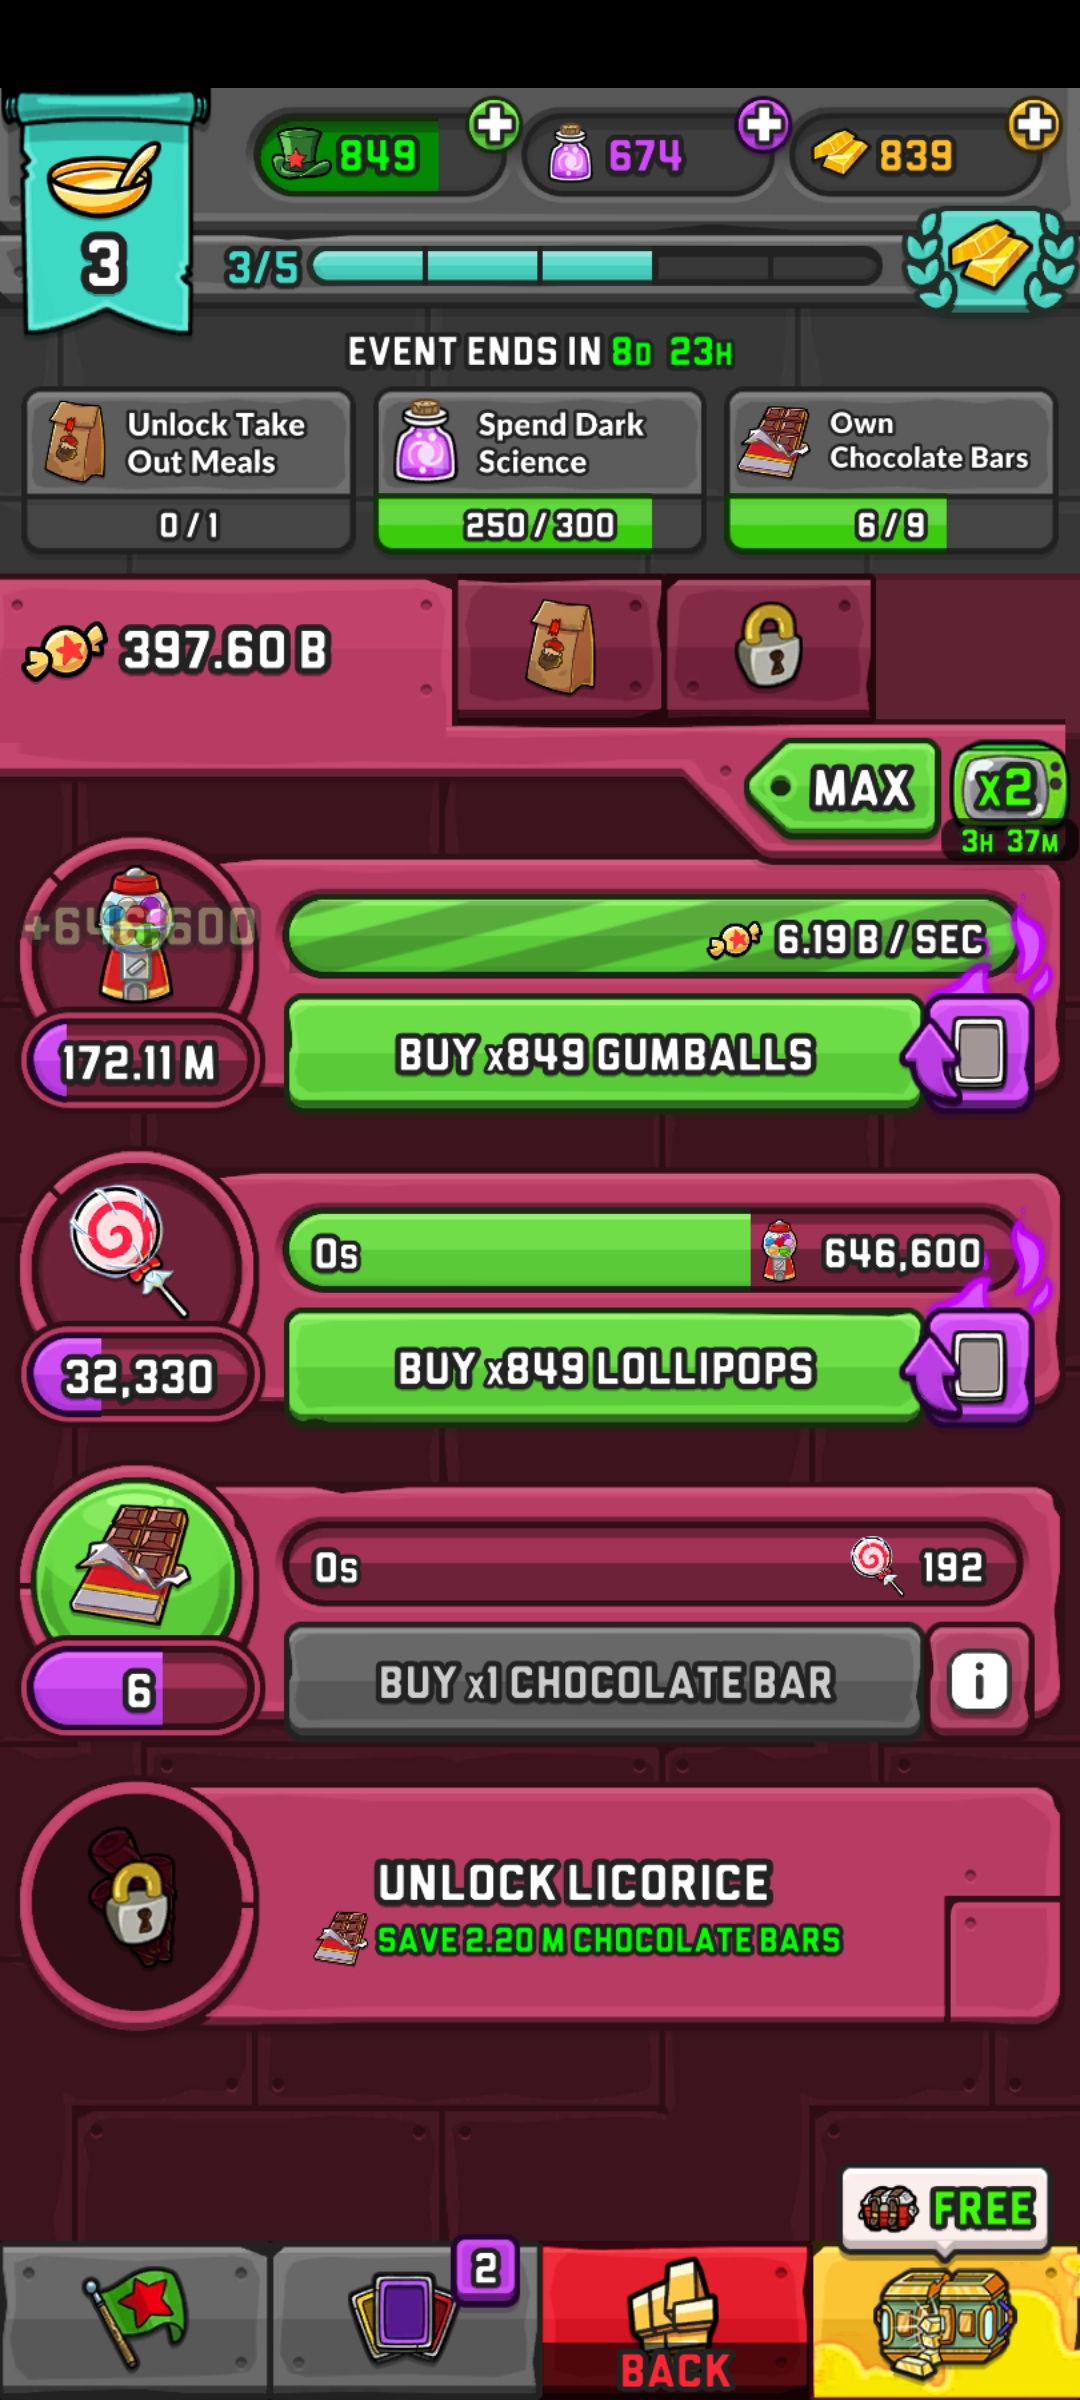 849
674
839
3
3/5
EVENT ENDS IN 8D 23H
Unlock Take
Out Meals
0/1
Spend Dark
Science
250/300
Own
Chocolate Bars
6/9
397.60 B
MAX
x2
3H 37M
+646,600
6.19 B / SEC
172.11 M
BUY x849 GUMBALLS
0s
646,600
32,330
BUY x849 LOLLIPOPS
0s
192
6
BUY x1 CHOCOLATE BAR
i
UNLOCK LICORICE
SAVE 2.20 M CHOCOLATE BARS
FREE
2
BACK